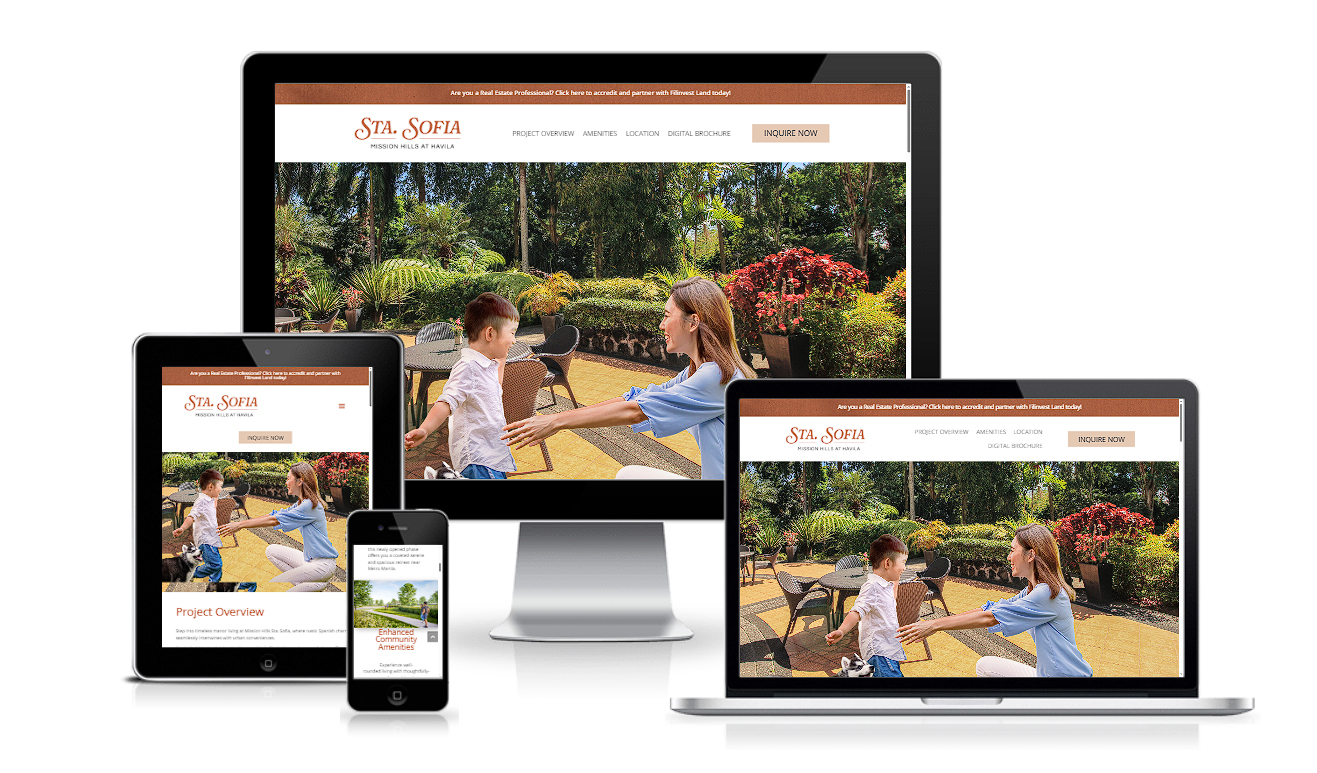 Are you a Real Estate Professional? Click here to accredit and partner with Filinvest Land today!
STA. SOFIA
MISSION HILLS AT HAVILA
PROJECT OVERVIEW AMENITIES LOCATION DIGITAL BROCHURE
INQUIRE NOW
Are you a Real Estate Professional? Click here to accredit and partner with
Filinvest Land today!
STA. SOFIA
MISSION HILLS AT HAVILA
INQUIRE NOW
Project Overview
Step into timeless manor living at Mission Hills Sta. Sofia, where rustic Spanish charm
seamlessly intertwines with urban conveniences.
This newly opened phase
offers you a coveted serene
and spacious retreat near
Metro Manila.
Enhanced
Community
Amenities
Experience well-
rounded living with thoughtfully
Are you a Real Estate Professional? Click here to accredit and partner with Filinvest Land today!
STA. SOFIA
MISSION HILLS AT HAVILA
PROJECT OVERVIEW AMENITIES LOCATION
DIGITAL BROCHURE
INQUIRE NOW